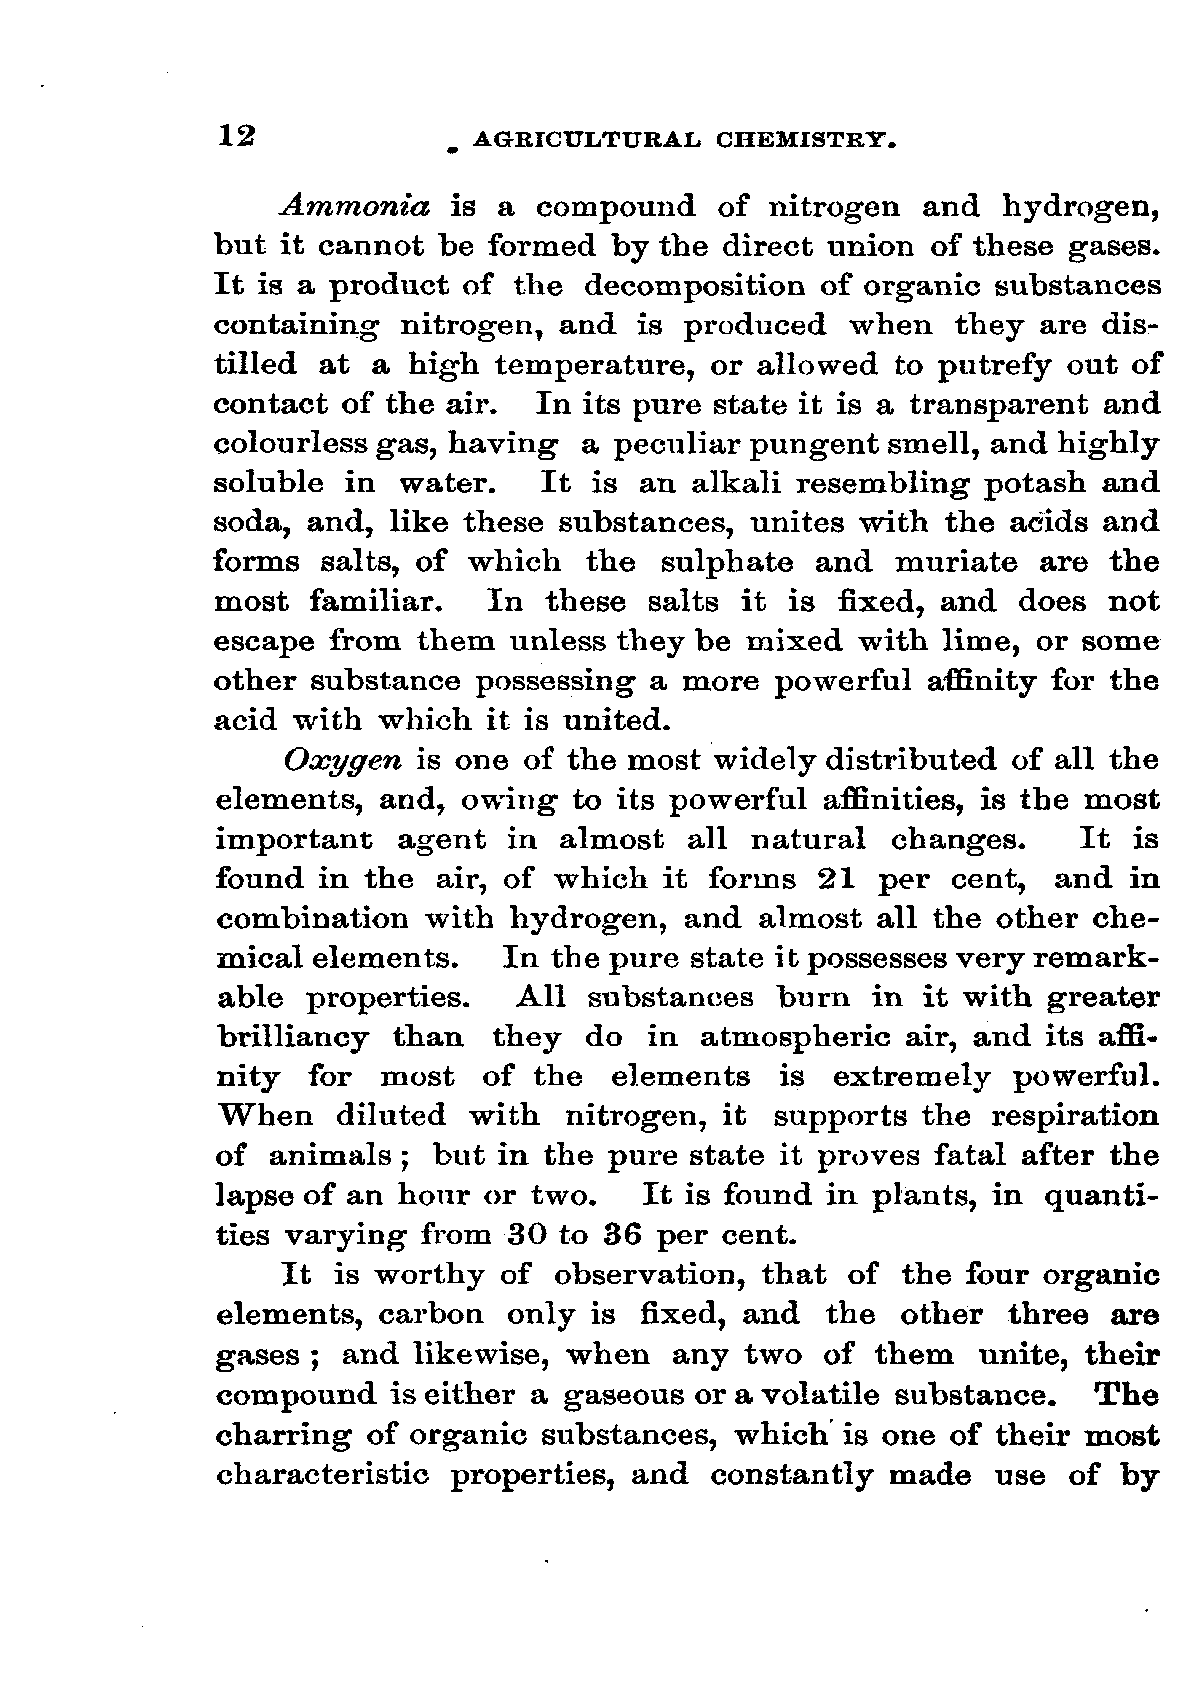 12 AGRICULTURAL CHEMISTRY.
Ammonia is a compound of nitrogen and hydrogen,
but it cannot be formed by the direct union of these gases.
It is a product of the decomposition of organic substances
containing nitrogen, and is produced when they are dis-
tilled at a high temperature, or allowed to putrefy out of
contact of the air. In its pure state it is a transparent and
colourless gas, having a peculiar pungent smell, and highly
soluble in water. It is an alkali resembling potash and
soda, and, like these substances, unites with the acids and
forms salts, of which the sulphate and muriate are the
most familiar. In these salts it is fixed, and does not
escape from them unless they be mixed with lime, or some
other substance possessing a more powerful affinity for the
acid with which it is united.
Oxygen is one of the most widely distributed of all the
elements, and, owing to its powerful affinities, is the most
important agent in almost all natural changes. It is
found in the air, of which it forms 21 per cent, and in
combination with hydrogen, and almost all the other che-
mical elements. In the pure state it possesses very remark-
able properties. All substances burn in it with greater
brilliancy than they do in atmospheric air, and its affi-
nity for most of the elements is extremely powerful.
When diluted with nitrogen, it supports the respiration
of animals; but in the pure state it proves fatal after the
lapse of an hour or two. It is found in plants, in quanti-
ties varying from 30 to 36 per cent.
It is worthy of observation, that of the four organic
elements, carbon only is fixed, and the other three are
gases; and likewise, when any two of them unite, their
compound is either a gaseous or a volatile substance. The
charring of organic substances, which is one of their most
characteristic properties, and constantly made use of by